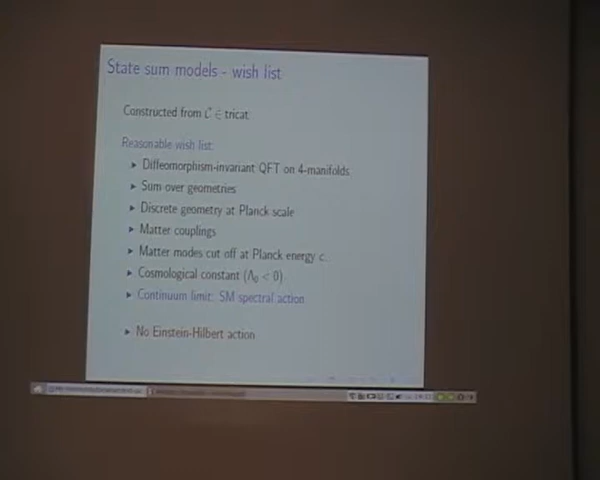 State sum models - wish list
Constructed from 𝒞 ∈ tricat
Reasonable wish list:
Diffeomorphism-invariant QFT on 4-manifolds
Sum over geometries
Discrete geometry at Planck scale
Matter couplings
Matter modes cut off at Planck energy c.
Cosmological constant (Λ₀ < 0)
Continuum limit: SM spectral action
No Einstein-Hilbert action